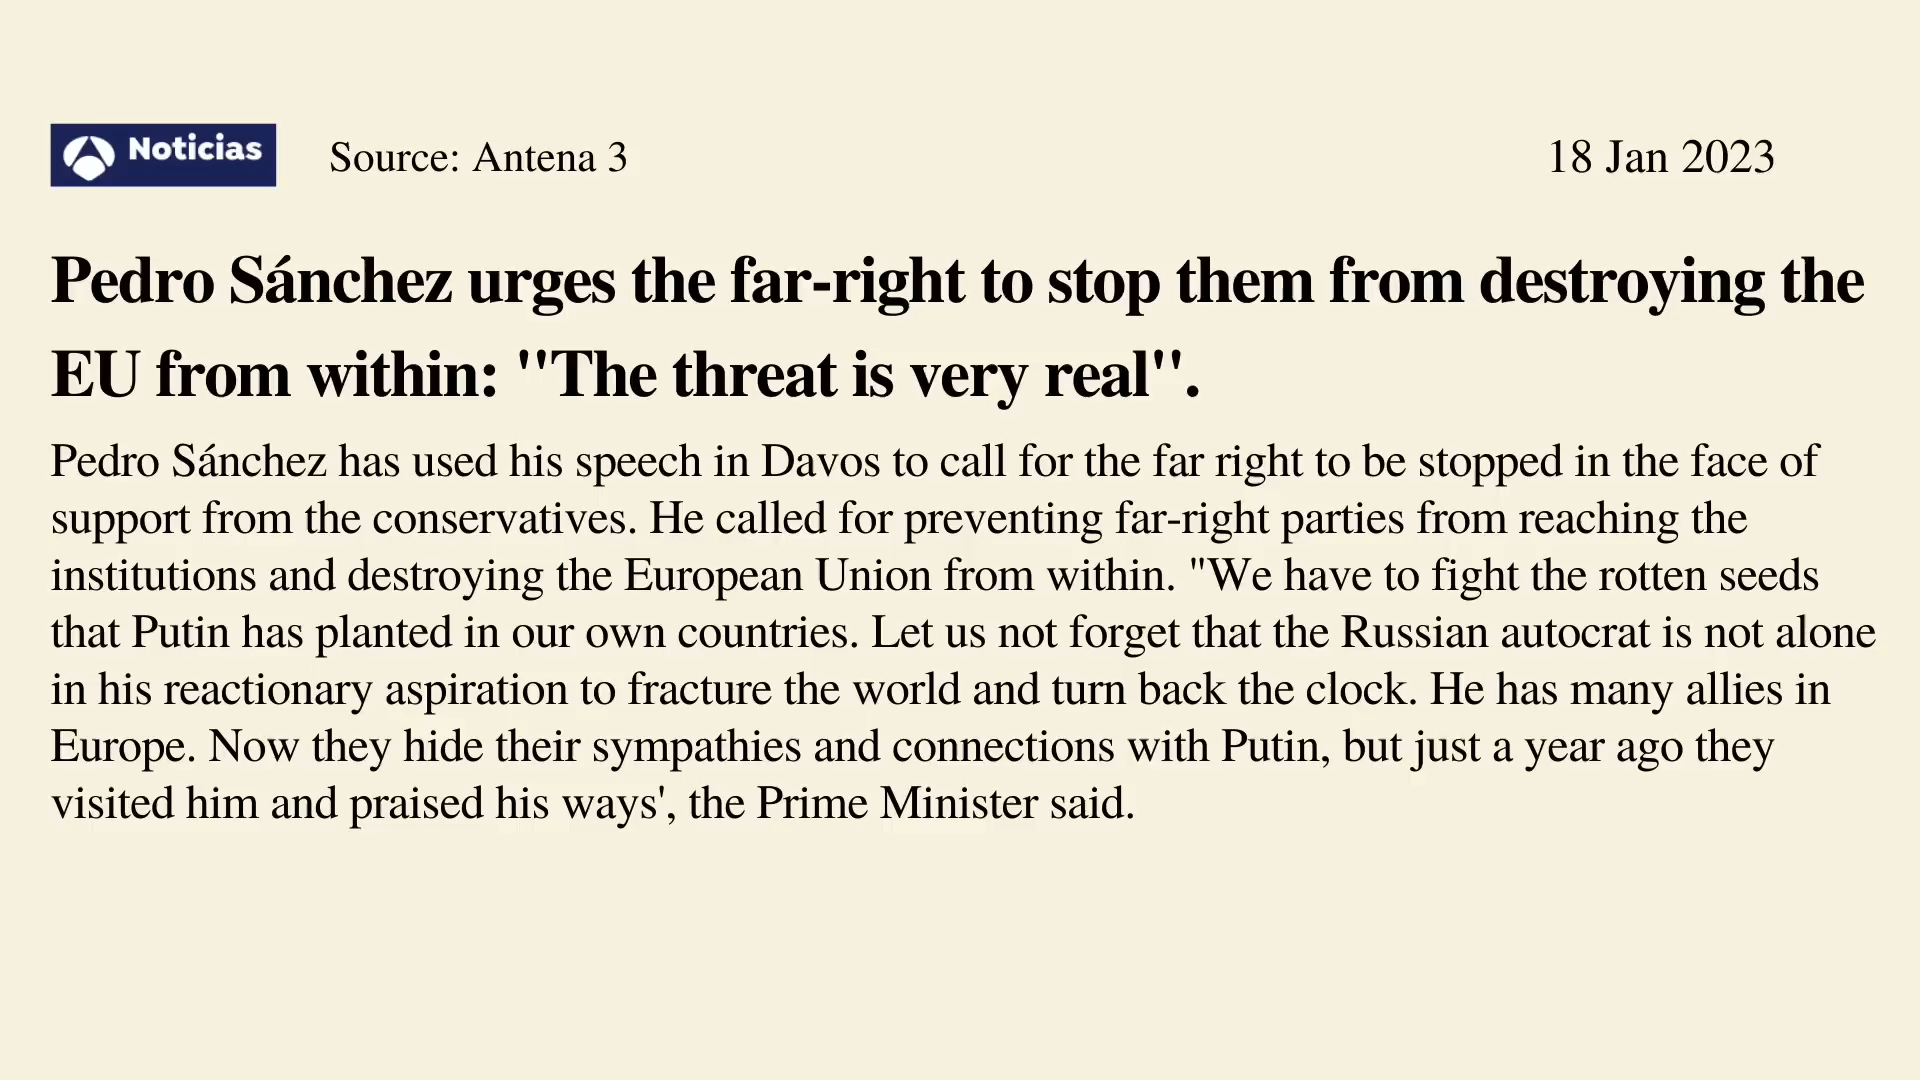 Noticias
Source: Antena 3
18 Jan 2023
Pedro Sánchez urges the far-right to stop them from destroying the
EU from within: "The threat is very real".
Pedro Sánchez has used his speech in Davos to call for the far right to be stopped in the face of
support from the conservatives. He called for preventing far-right parties from reaching the
institutions and destroying the European Union from within. "We have to fight the rotten seeds
that Putin has planted in our own countries. Let us not forget that the Russian autocrat is not alone
in his reactionary aspiration to fracture the world and turn back the clock. He has many allies in
Europe. Now they hide their sympathies and connections with Putin, but just a year ago they
visited him and praised his ways', the Prime Minister said.